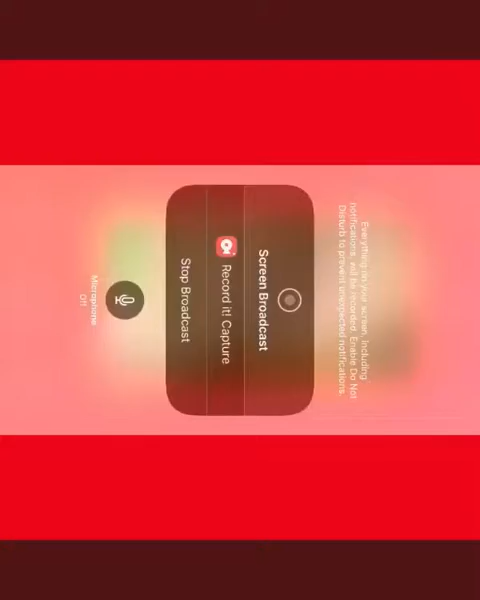 Everything on your screen, including
notifications, will be recorded. Enable Do Not
Disturb to prevent unexpected notifications.
Screen Broadcast
Record it! Capture
Stop Broadcast
Microphone
Off